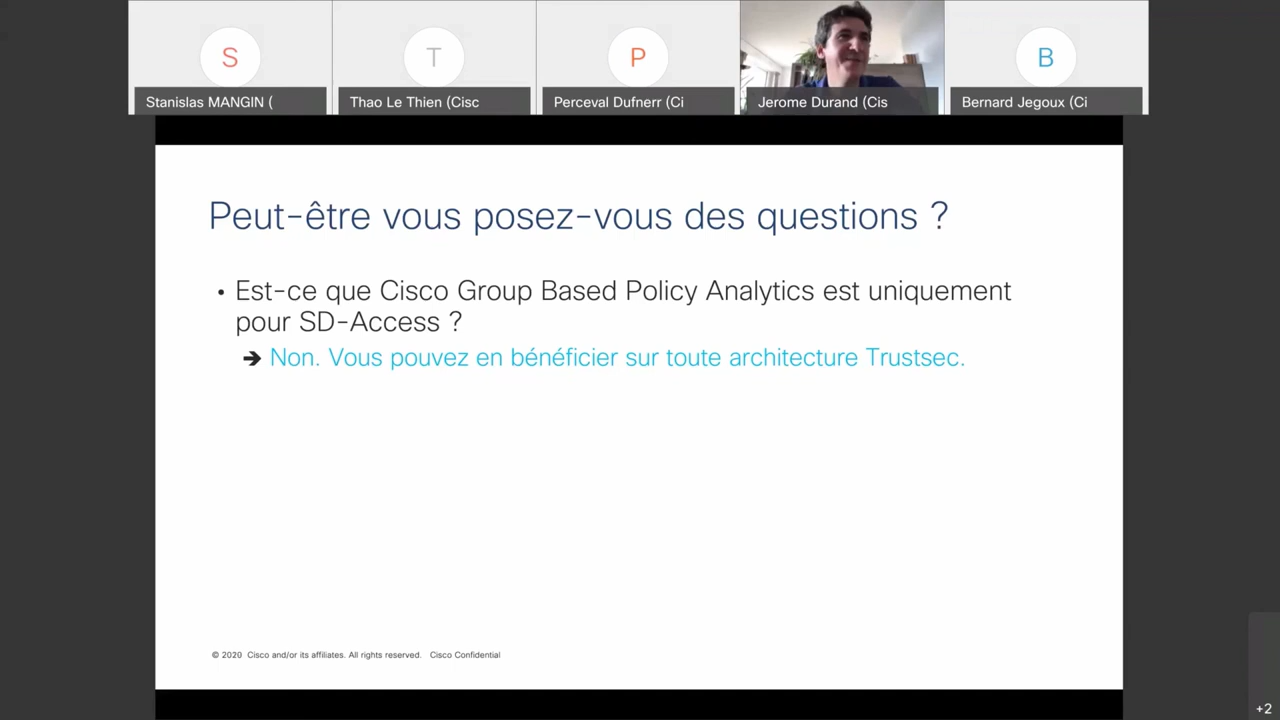 S
T
P
B
Stanislas MANGIN (
Thao Le Thien (Cisc
Perceval Dufnerr (Ci
Jerome Durand (Cis
Bernard Jegoux (Ci
Peut-être vous posez-vous des questions ?
• Est-ce que Cisco Group Based Policy Analytics est uniquement
pour SD-Access ?
➔ Non. Vous pouvez en bénéficier sur toute architecture Trustsec.
© 2020 Cisco and/or its affiliates. All rights reserved. Cisco Confidential
+2